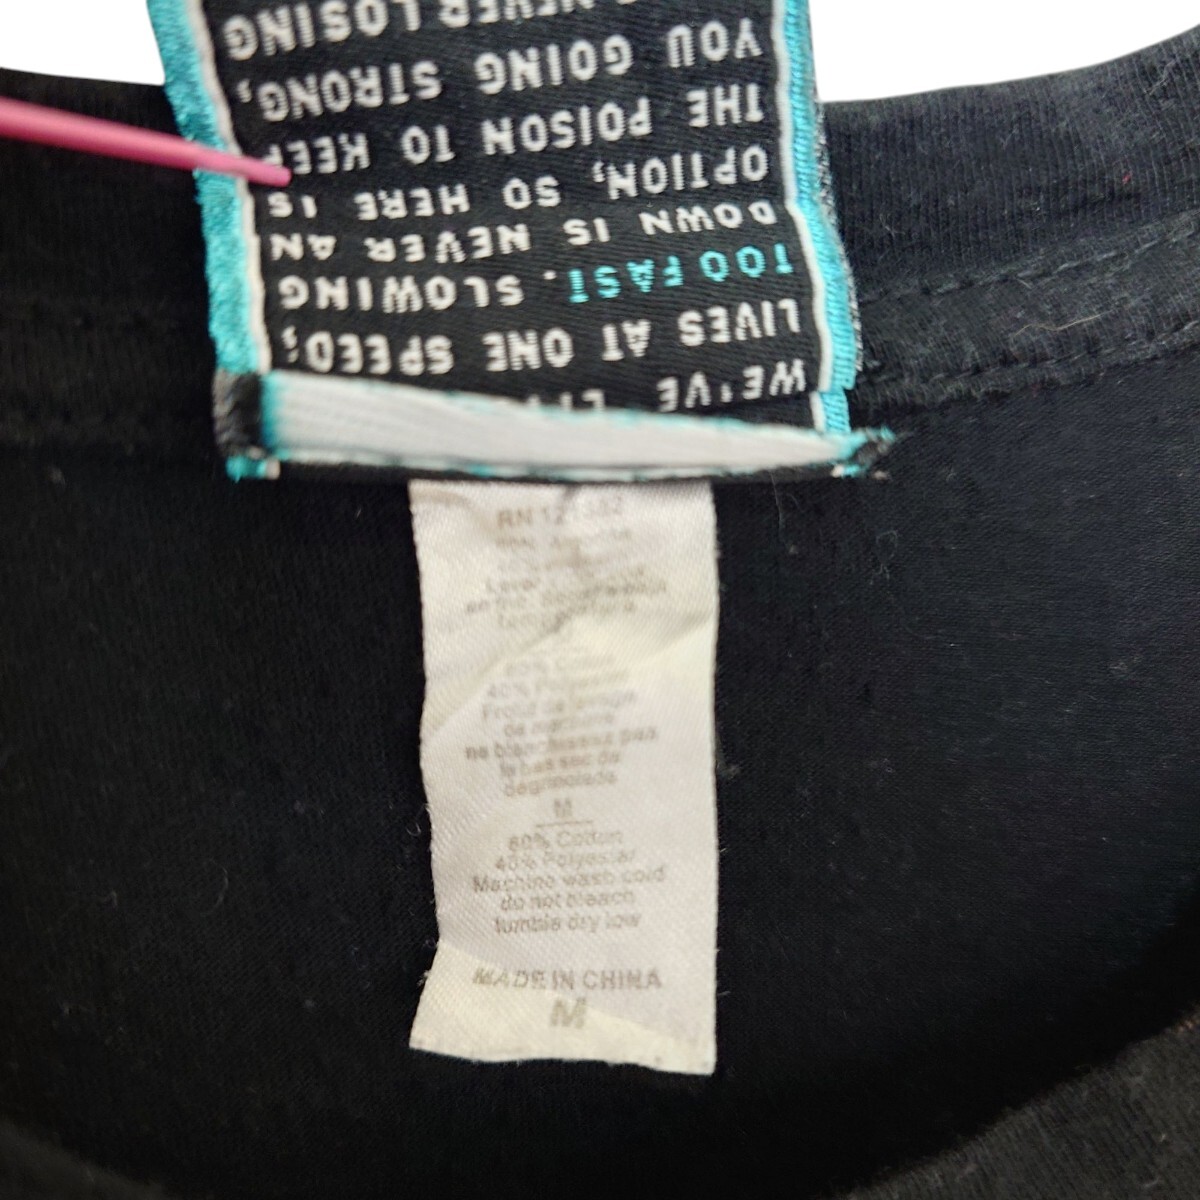 WE'VE
LIVES AT ONE SPEED;
TOO FAST. SLOWING
DOWN IS NEVER AN
OPTION, SO HERE IS
THE POISON TO KEEP
YOU GOING STRONG,
NEVER LOSING
RN
60% Cotton
40% Polyester
Froid de lavage
de machine
ne blanchissez pas
le bas sec de
degringolade
M
60% Cotton
40% Polyester
Machine wash cold
do not bleach
tumble dry low
MADE IN CHINA
M